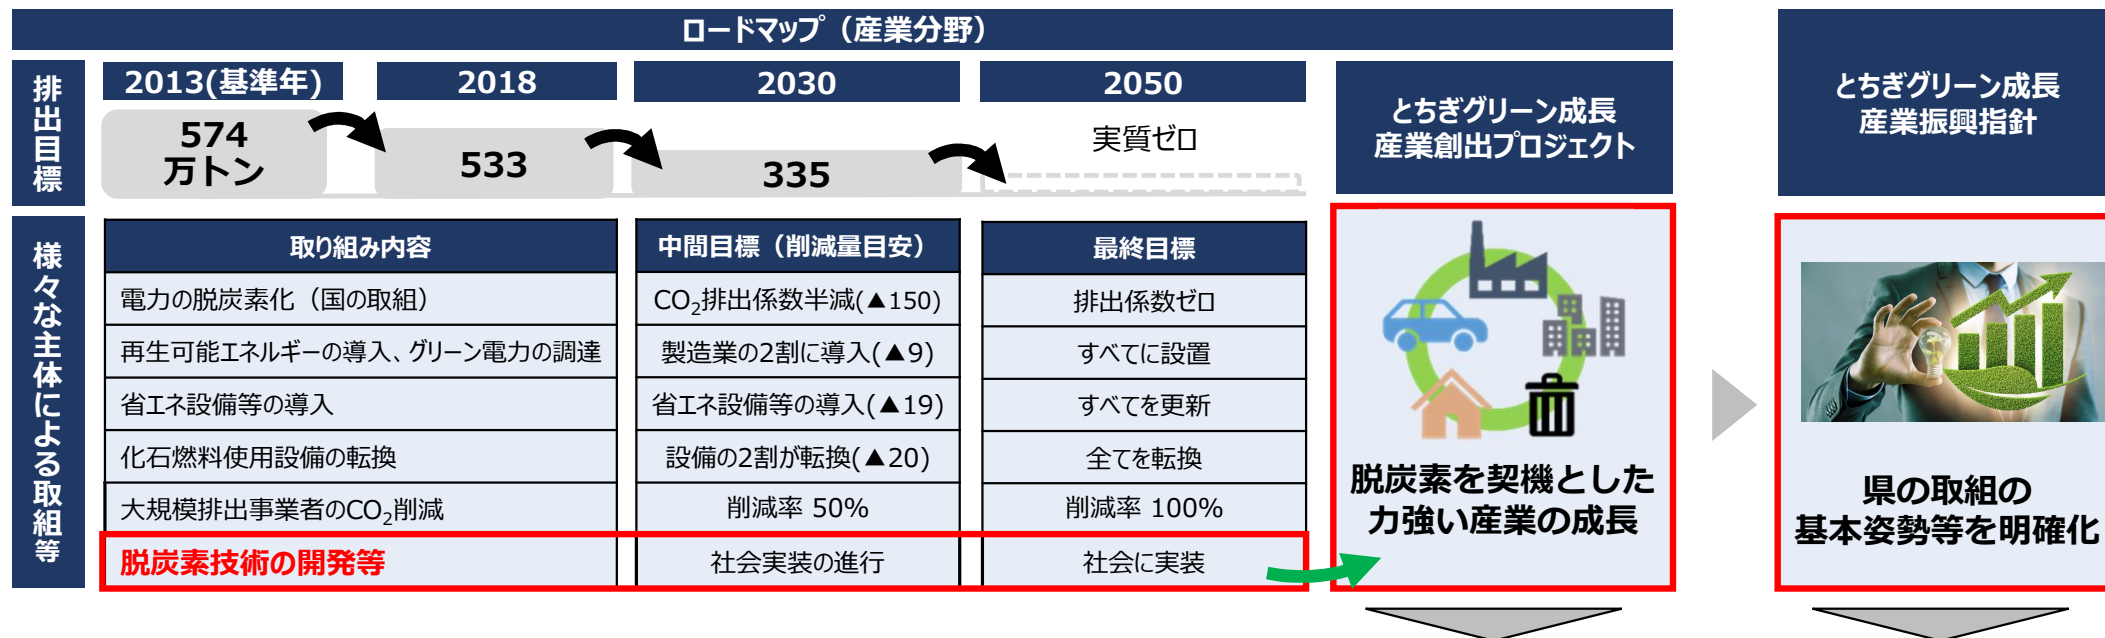 ロードマップ（産業分野）
排出目標
2013(基準年)
2018
2030
2050
574
万トン
533
335
実質ゼロ
様々な主体による取組等
取り組み内容
中間目標（削減量目安）
最終目標
電力の脱炭素化（国の取組）
CO₂排出係数半減(▲150)
排出係数ゼロ
再生可能エネルギーの導入、グリーン電力の調達
製造業の2割に導入(▲9)
すべてに設置
省エネ設備等の導入
省エネ設備等の導入(▲19)
すべてを更新
化石燃料使用設備の転換
設備の2割が転換(▲20)
全てを転換
大規模排出事業者のCO₂削減
削減率 50%
削減率 100%
脱炭素技術の開発等
社会実装の進行
社会に実装
とちぎグリーン成長
産業創出プロジェクト
脱炭素を契機とした
力強い産業の成長
とちぎグリーン成長
産業振興指針
県の取組の
基本姿勢等を明確化